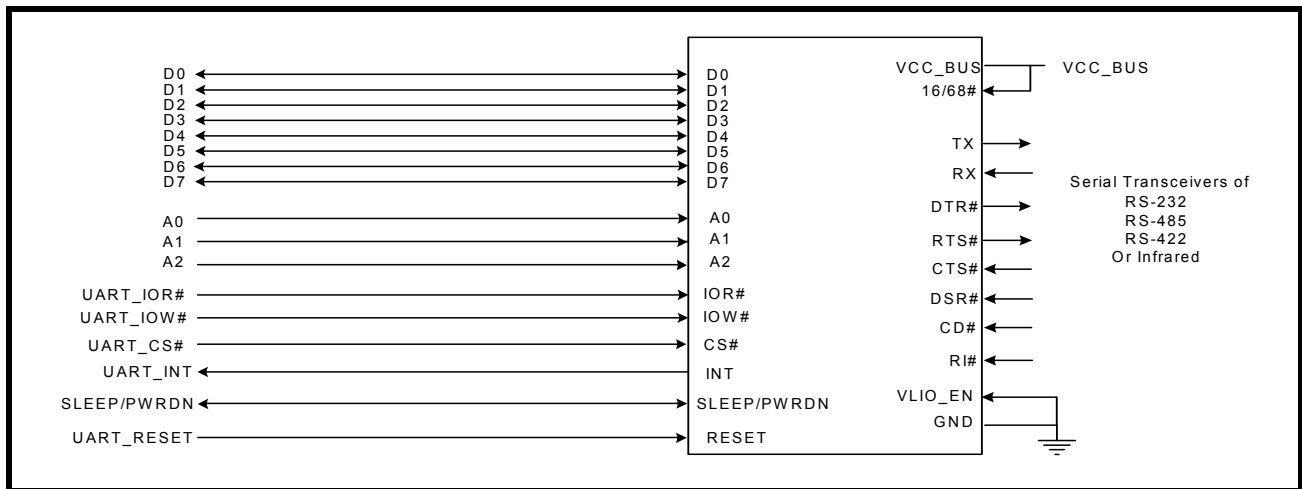 D0
D1
D2
D3
D4
D5
D6
D7
A0
A1
A2
UART_IOR#
UART_IOW#
UART_CS#
UART_INT
SLEEP/PWRDN
UART_RESET
D0
D1
D2
D3
D4
D5
D6
D7
A0
A1
A2
IOR#
IOW#
CS#
INT
SLEEP/PWRDN
RESET
VCC_BUS
16/68#
TX
RX
DTR#
RTS#
CTS#
DSR#
CD#
RI#
VLIO_EN
GND
VCC_BUS
Serial Transceivers of
RS-232
RS-485
RS-422
Or Infrared